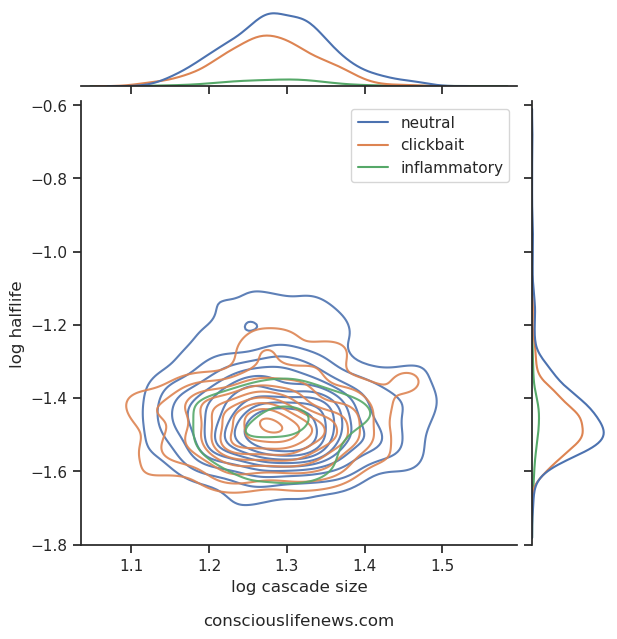 neutral
clickbait
inflammatory
−0.6
−0.8
−1.0
−1.2
−1.4
−1.6
−1.8
log halflife
1.1 1.2 1.3 1.4 1.5
log cascade size
consciouslifenews.com